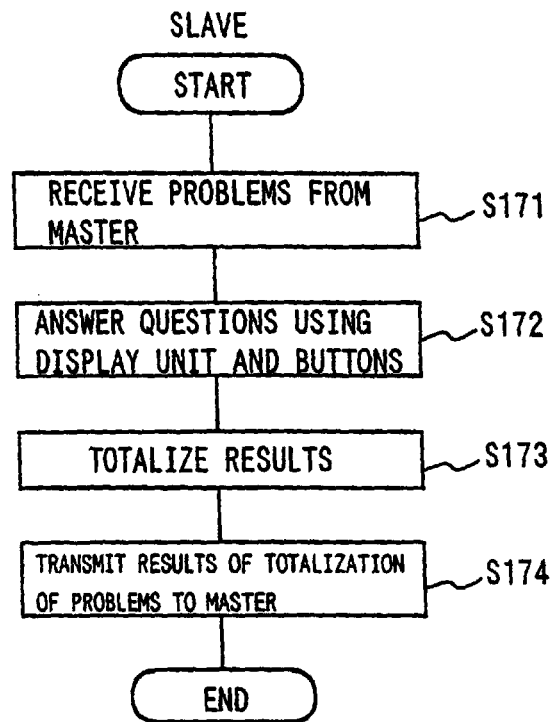 SLAVE
START
RECEIVE PROBLEMS FROM
MASTER
S171
ANSWER QUESTIONS USING
DISPLAY UNIT AND BUTTONS
S172
TOTALIZE RESULTS
S173
TRANSMIT RESULTS OF TOTALIZATION
OF PROBLEMS TO MASTER
S174
END